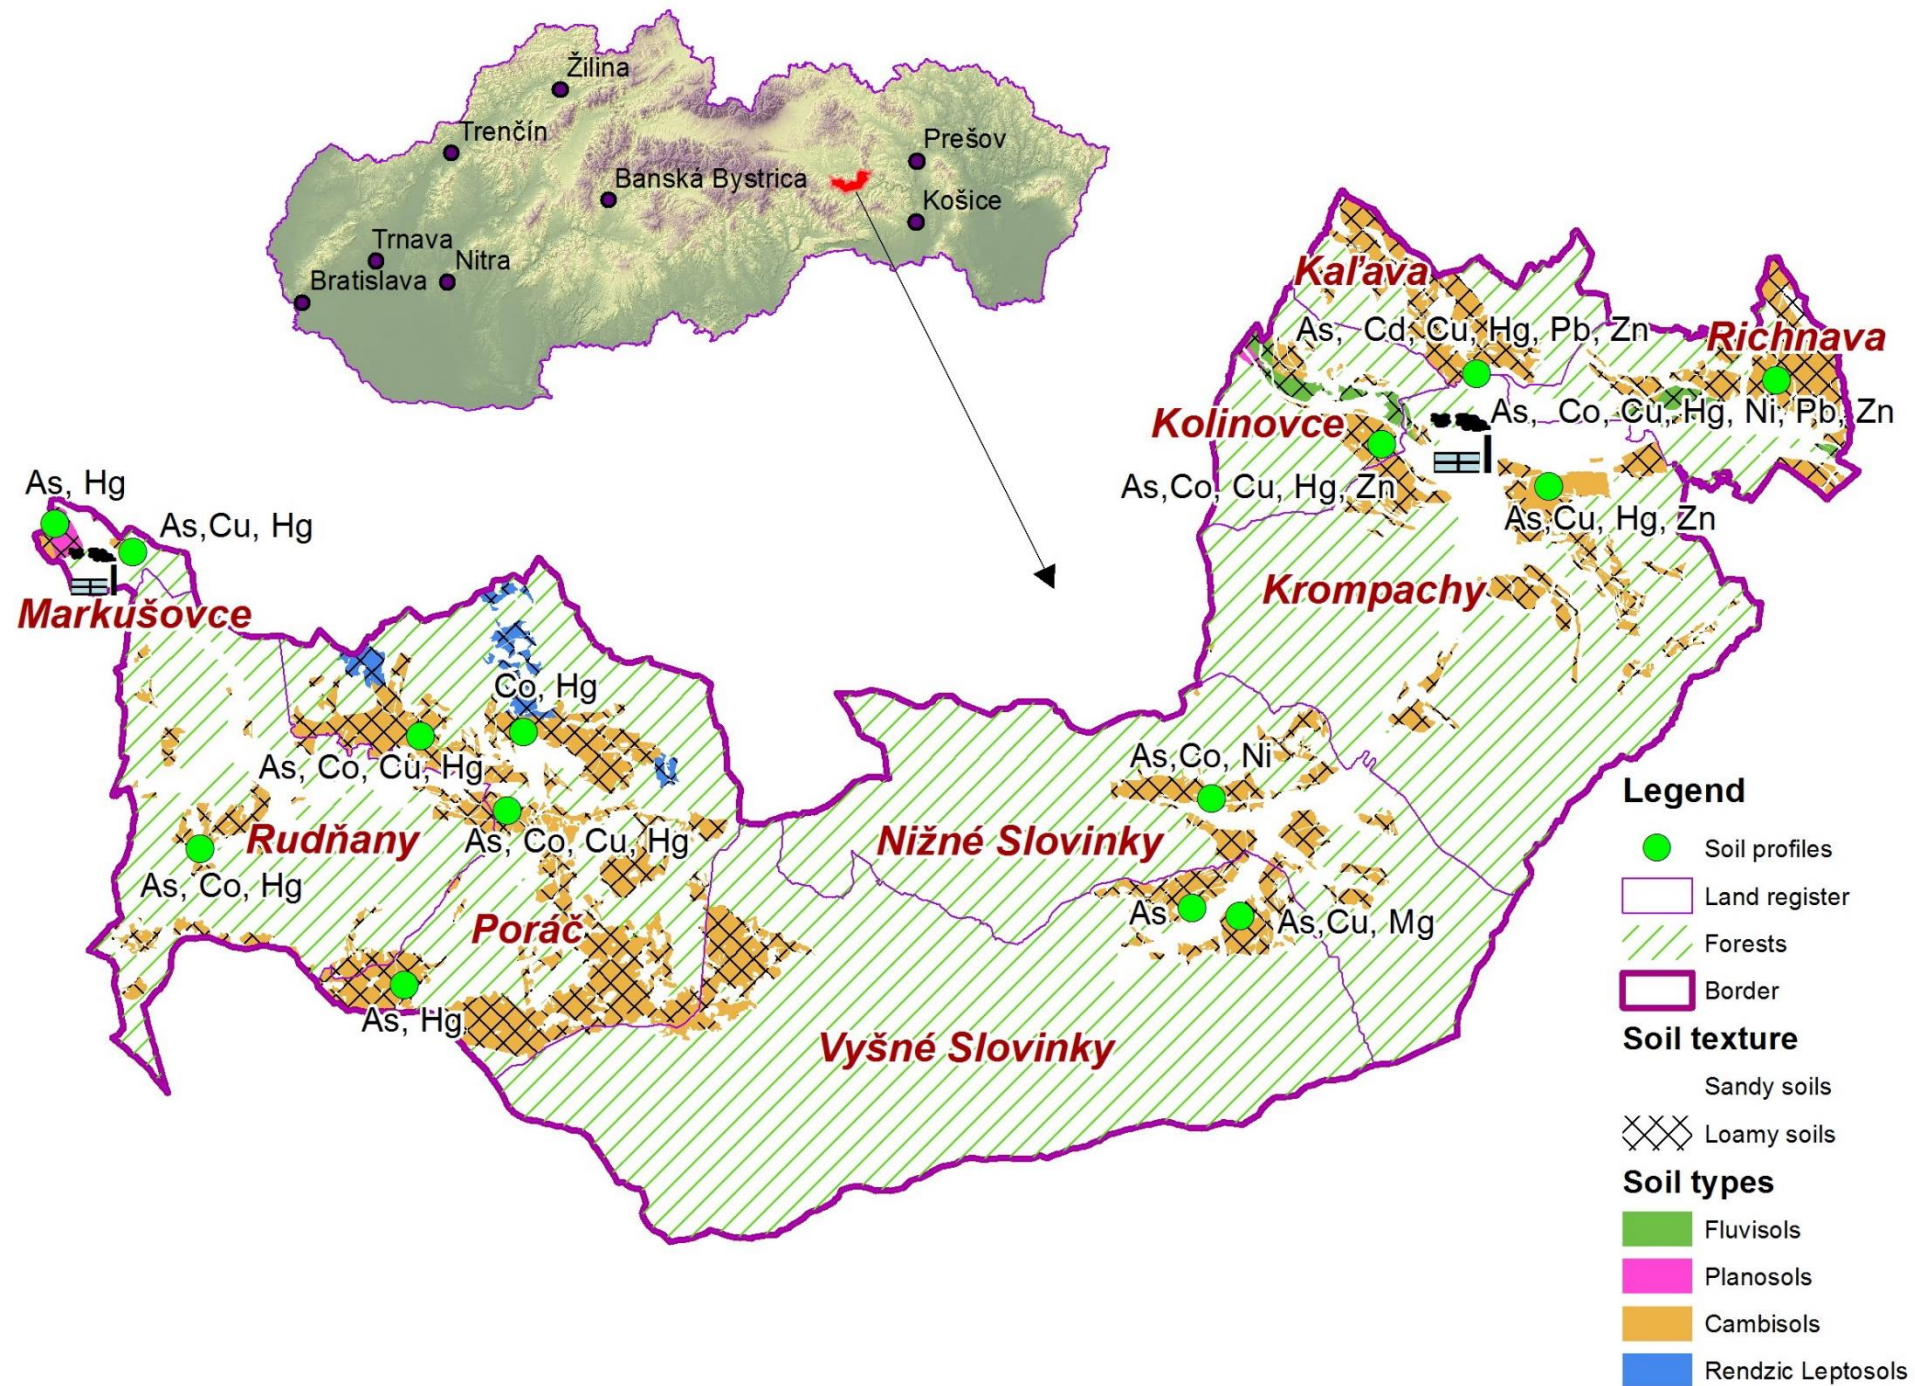 Žilina
Trenčín
Prešov
Banská Bystrica
Košice
Trnava
Nitra
Bratislava
Kaľava
As, Cd, Cu, Hg, Pb, Zn
Richnava
As, Co, Cu, Hg, Ni, Pb, Zn
Kolinovce
As,Co, Cu, Hg, Zn
As,Cu, Hg, Zn
As, Hg
As,Cu, Hg
Markušovce
Krompachy
Co, Hg
As, Co, Cu, Hg
As,Co, Ni
Rudňany
As, Co, Cu, Hg
Nižné Slovinky
As, Co, Hg
Poráč
As
As,Cu, Mg
As, Hg
Vyšné Slovinky
Legend
Soil profiles
Land register
Forests
Border
Soil texture
Sandy soils
Loamy soils
Soil types
Fluvisols
Planosols
Cambisols
Rendzic Leptosols